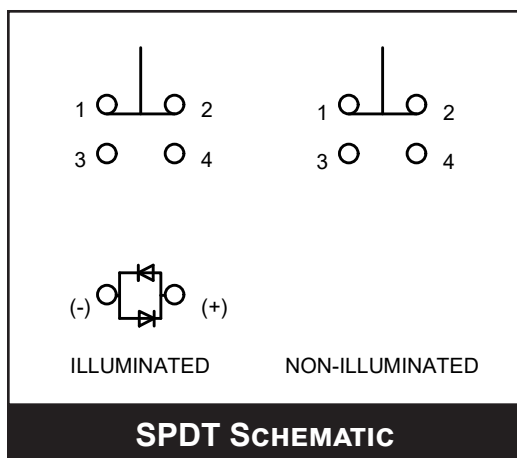 1 2 1 2
3 4 3 4
(-) (+)
ILLUMINATED NON-ILLUMINATED
SPDT SCHEMATIC